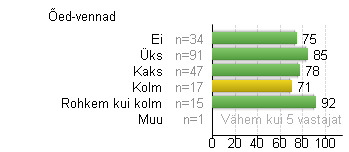 Õed-vennad
Ei n=34 75
Üks n=91 85
Kaks n=47 78
Kolm n=17 71
Rohkem kui kolm n=15 92
Muu n=1 Vähem kui 5 vastajat
0 20 40 60 80 100